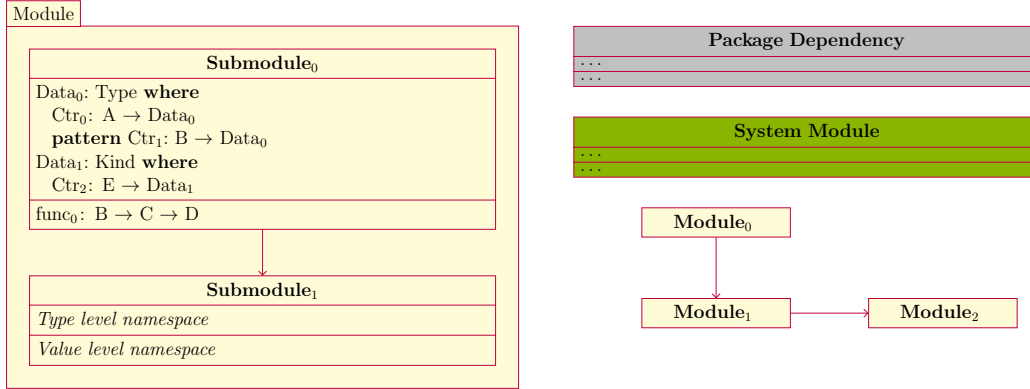 Module
Submodule₀
Data₀: Type where
Ctr₀: A → Data₀
pattern Ctr₁: B → Data₀
Data₁: Kind where
Ctr₂: E → Data₁
func₀: B → C → D
Submodule₁
Type level namespace
Value level namespace
Package Dependency
...
...
System Module
...
...
Module₀
Module₁
Module₂